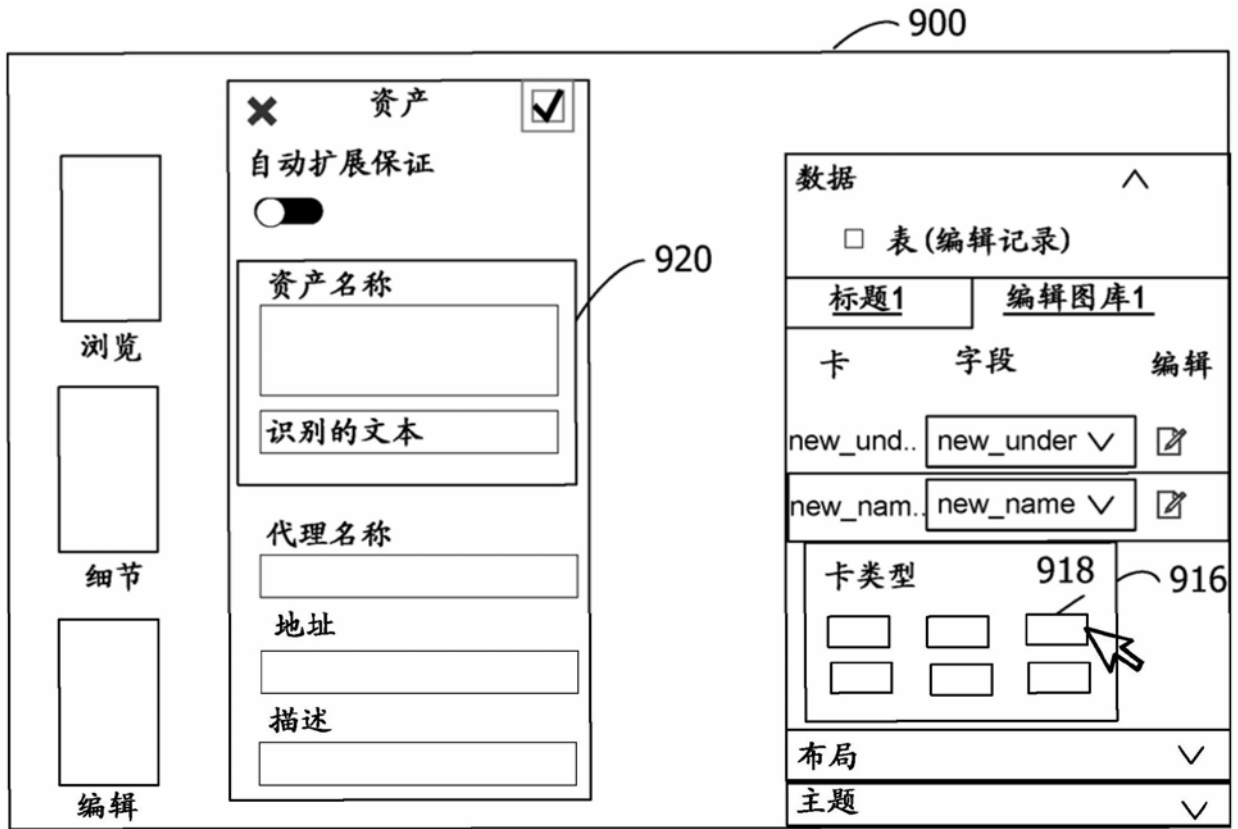 900
资产
自动扩展保证
920
资产名称
识别的文本
代理名称
地址
描述
浏览
细节
编辑
数据
表(编辑记录)
标题1 编辑图库1
卡 字段 编辑
new_und.. new_under
new_nam.. new_name
卡类型 918 916
布局
主题